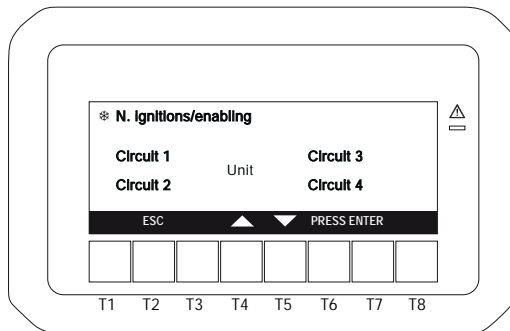 ❄ N. Ignitions/enabling
Circuit 1 Circuit 3
Unit
Circuit 2 Circuit 4
ESC PRESS ENTER
T1 T2 T3 T4 T5 T6 T7 T8